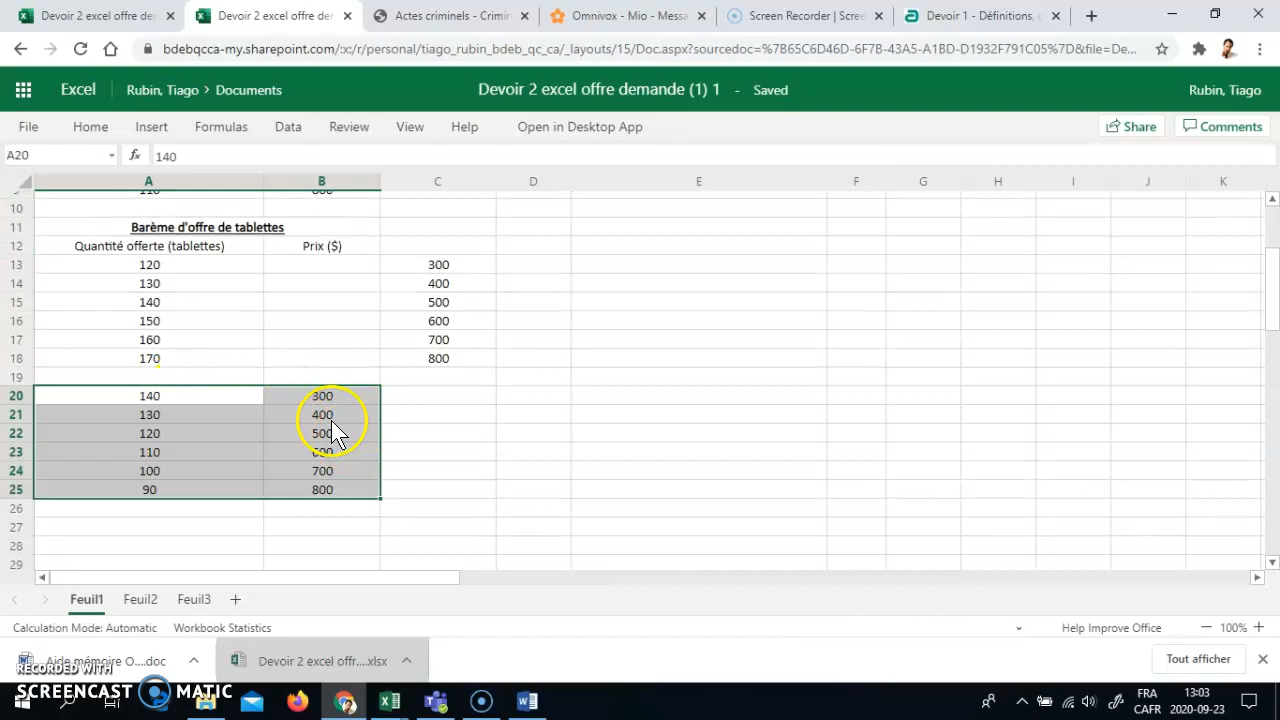 Devoir 2 excel offre de
Devoir 2 excel offre der
Actes criminels - Crimin
Omnivox - Mio - Messa
Screen Recorder | Scree
Devoir 1 - Définitions, c
bdebqcca-my.sharepoint.com/:x:/r/personal/tiago_rubin_bdeb_qc_ca/_layouts/15/Doc.aspx?sourcedoc=%7B65C6D46D-6F7B-43A5-A1BD-D1932F791C05%7D&file=De...
Excel Rubin, Tiago > Documents Devoir 2 excel offre demande (1) 1 - Saved Rubin, Tiago
File Home Insert Formulas Data Review View Help Open in Desktop App Share Comments
A20 fx 140
A B C D E F G H I J K
10
11 Barème d'offre de tablettes
12 Quantité offerte (tablettes) Prix ($)
13 120 300
14 130 400
15 140 500
16 150 600
17 160 700
18 170 800
19
20 140 300
21 130 400
22 120 500
23 110 600
24 100 700
25 90 800
26
27
28
29
Feuil1 Feuil2 Feuil3
Calculation Mode: Automatic Workbook Statistics Help Improve Office 100%
Aide mémoire O....doc Devoir 2 excel offr....xlsx Tout afficher
RECORDED WITH
SCREENCAST MATIC
FRA 13:03
CAFR 2020-09-23